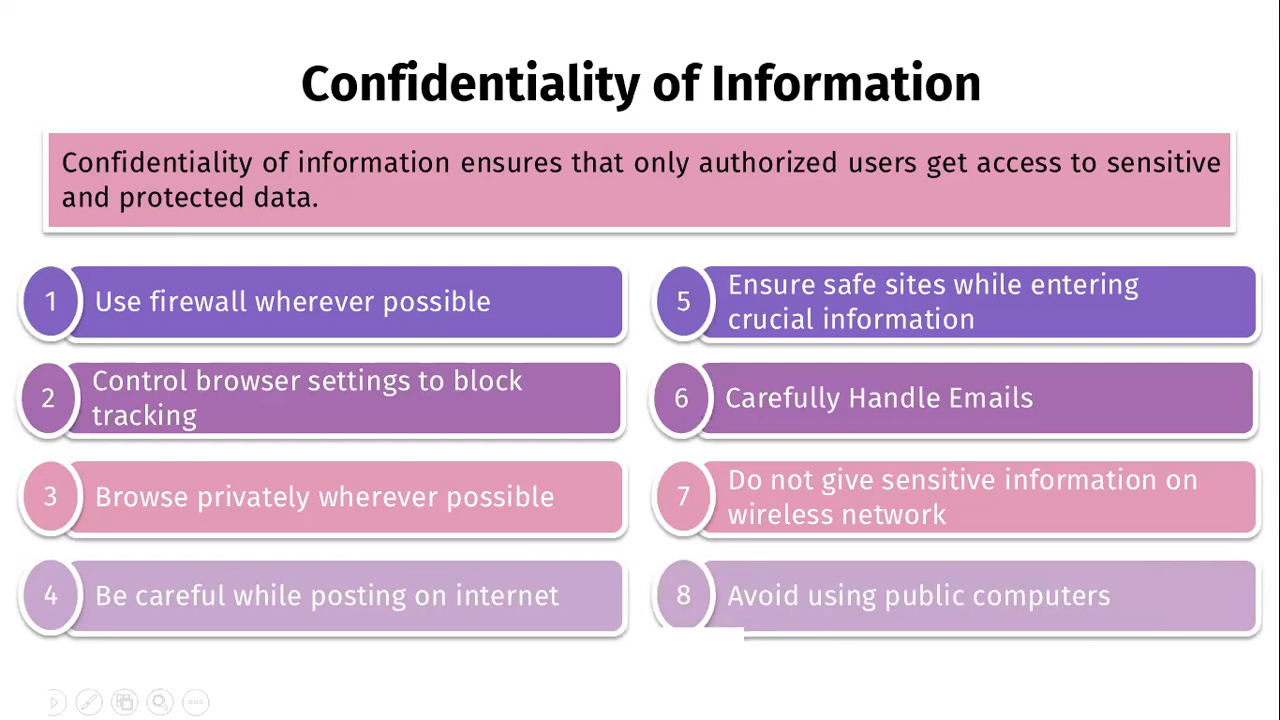 Confidentiality of Information
Confidentiality of information ensures that only authorized users get access to sensitive
and protected data.
1 Use firewall wherever possible
2 Control browser settings to block
tracking
3 Browse privately wherever possible
4 Be careful while posting on internet
5 Ensure safe sites while entering
crucial information
6 Carefully Handle Emails
7 Do not give sensitive information on
wireless network
8 Avoid using public computers